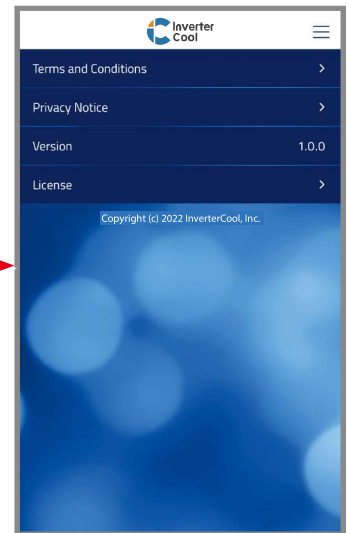 Inverter
Cool
Terms and Conditions
Privacy Notice
Version 1.0.0
License
Copyright (c) 2022 InverterCool, Inc.